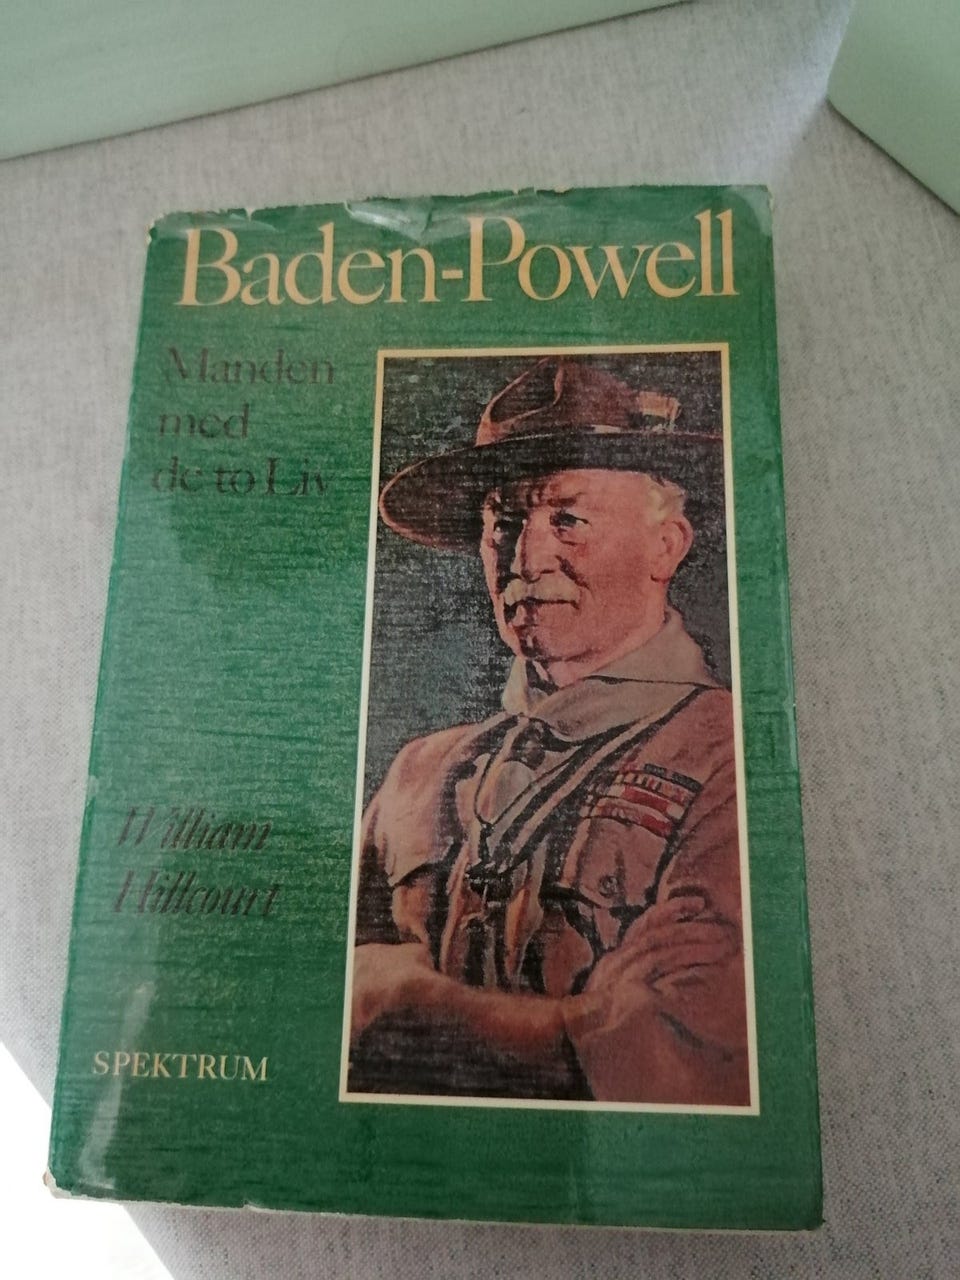 Baden-Powell
Manden
med
de to Liv
William
Hillcourt
SPEKTRUM